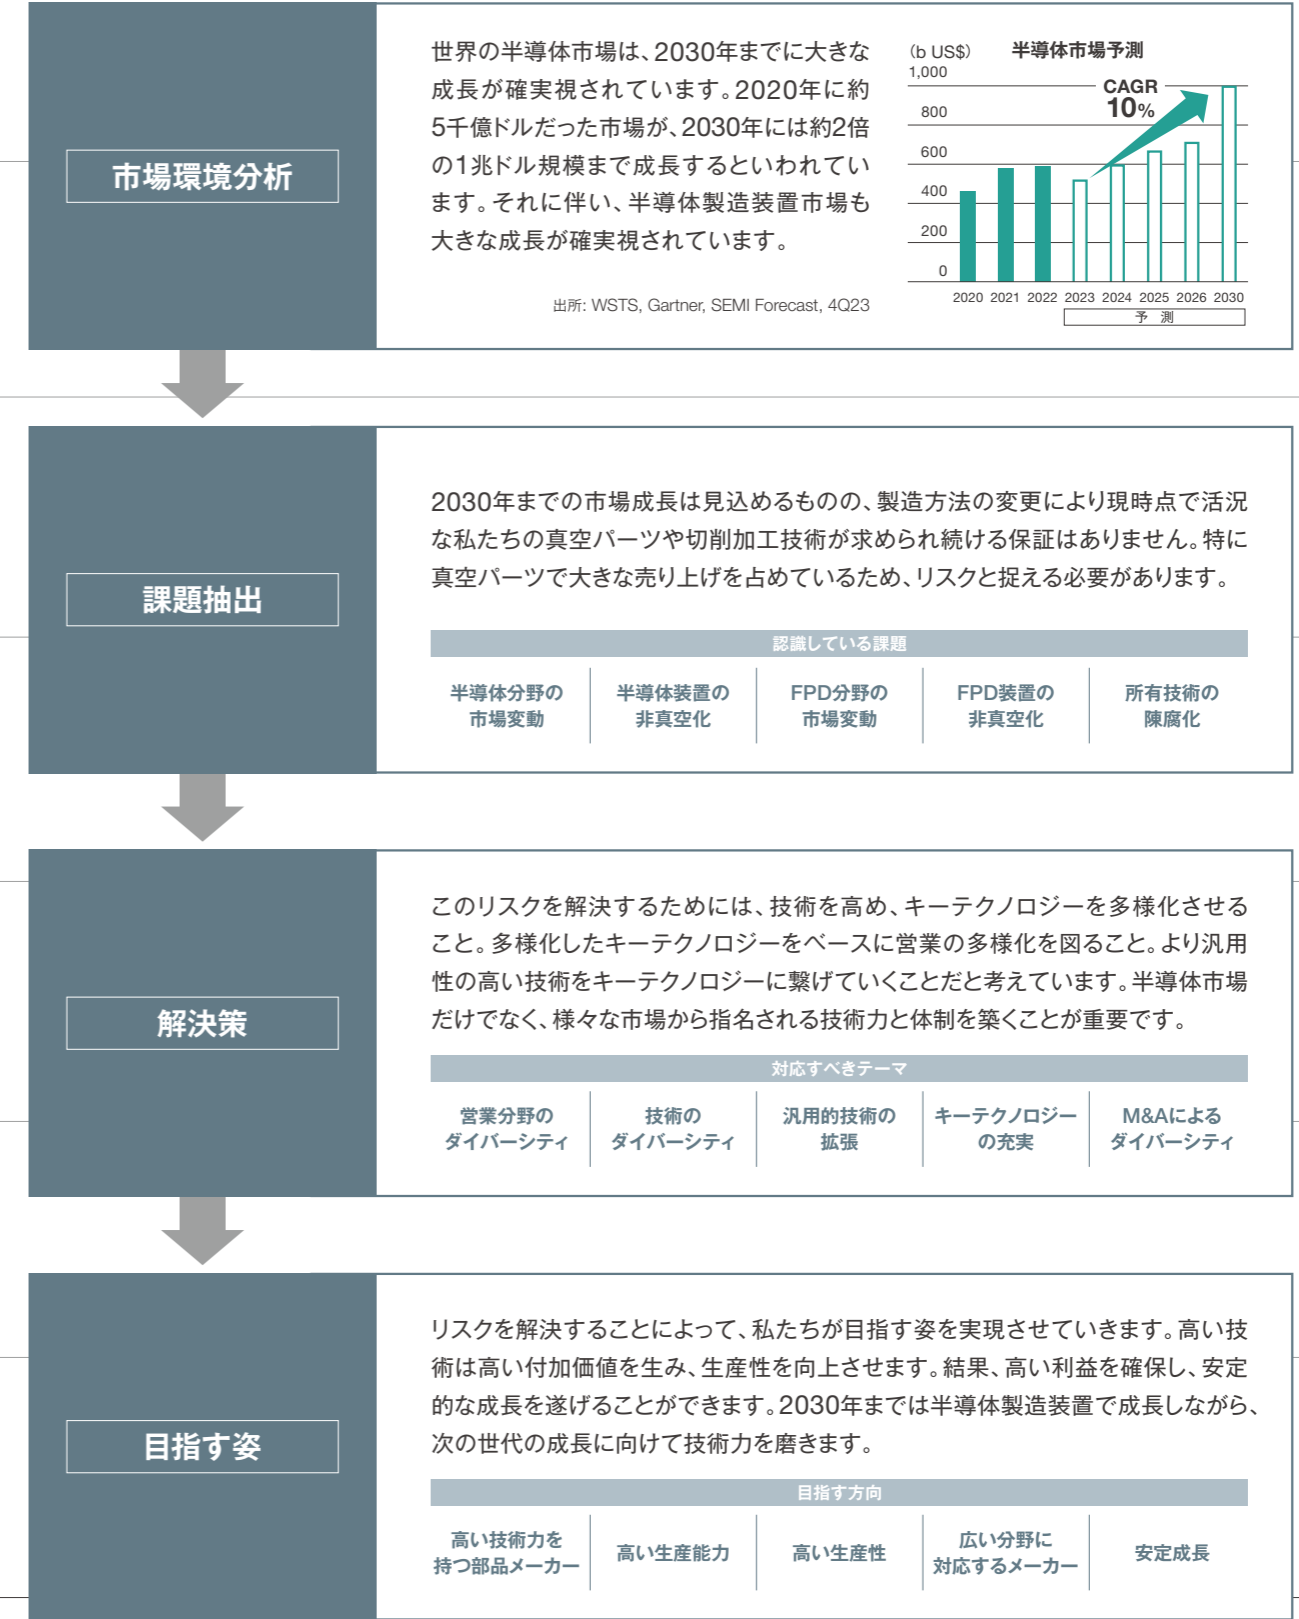 市場環境分析
世界の半導体市場は、2030年までに大きな
成長が確実視されています。2020年に約
5千億ドルだった市場が、2030年には約2倍
の1兆ドル規模まで成長するといわれてい
ます。それに伴い、半導体製造装置市場も
大きな成長が確実視されています。
出所: WSTS, Gartner, SEMI Forecast, 4Q23
(b US$) 半導体市場予測
1,000
CAGR
10%
800
600
400
200
0
2020 2021 2022 2023 2024 2025 2026 2030
予 測
課題抽出
2030年までの市場成長は見込めるものの、製造方法の変更により現時点で活況
な私たちの真空パーツや切削加工技術が求められ続ける保証はありません。特に
真空パーツで大きな売り上げを占めているため、リスクと捉える必要があります。
認識している課題
半導体分野の
市場変動
半導体装置の
非真空化
FPD分野の
市場変動
FPD装置の
非真空化
所有技術の
陳腐化
解決策
このリスクを解決するためには、技術を高め、キーテクノロジーを多様化させる
こと。多様化したキーテクノロジーをベースに営業の多様化を図ること。より汎用
性の高い技術をキーテクノロジーに繋げていくことだと考えています。半導体市場
だけでなく、様々な市場から指名される技術力と体制を築くことが重要です。
対応すべきテーマ
営業分野の
ダイバーシティ
技術の
ダイバーシティ
汎用的技術の
拡張
キーテクノロジー
の充実
M&Aによる
ダイバーシティ
目指す姿
リスクを解決することによって、私たちが目指す姿を実現させていきます。高い技
術は高い付加価値を生み、生産性を向上させます。結果、高い利益を確保し、安定
的な成長を遂げることができます。2030年までは半導体製造装置で成長しながら、
次の世代の成長に向けて技術力を磨きます。
目指す方向
高い技術力を
持つ部品メーカー
高い生産能力
高い生産性
広い分野に
対応するメーカー
安定成長